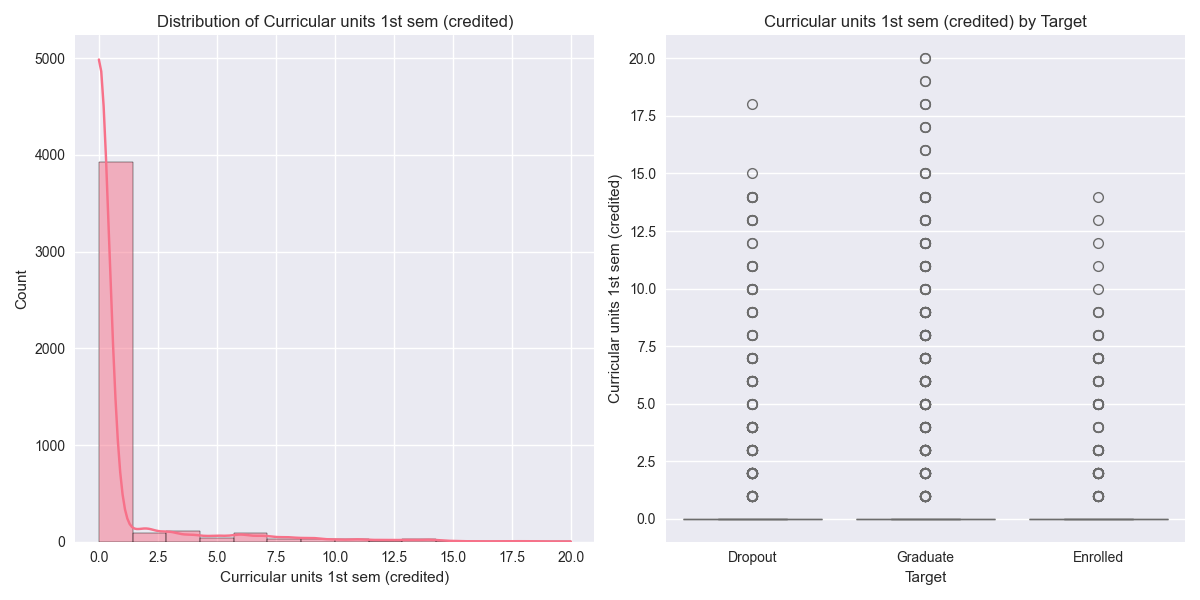 Distribution of Curricular units 1st sem (credited)
5000
4000
3000
2000
1000
0
Count
0.0 2.5 5.0 7.5 10.0 12.5 15.0 17.5 20.0
Curricular units 1st sem (credited)
Curricular units 1st sem (credited) by Target
20.0
17.5
15.0
12.5
10.0
7.5
5.0
2.5
0.0
Curricular units 1st sem (credited)
Dropout Graduate Enrolled
Target